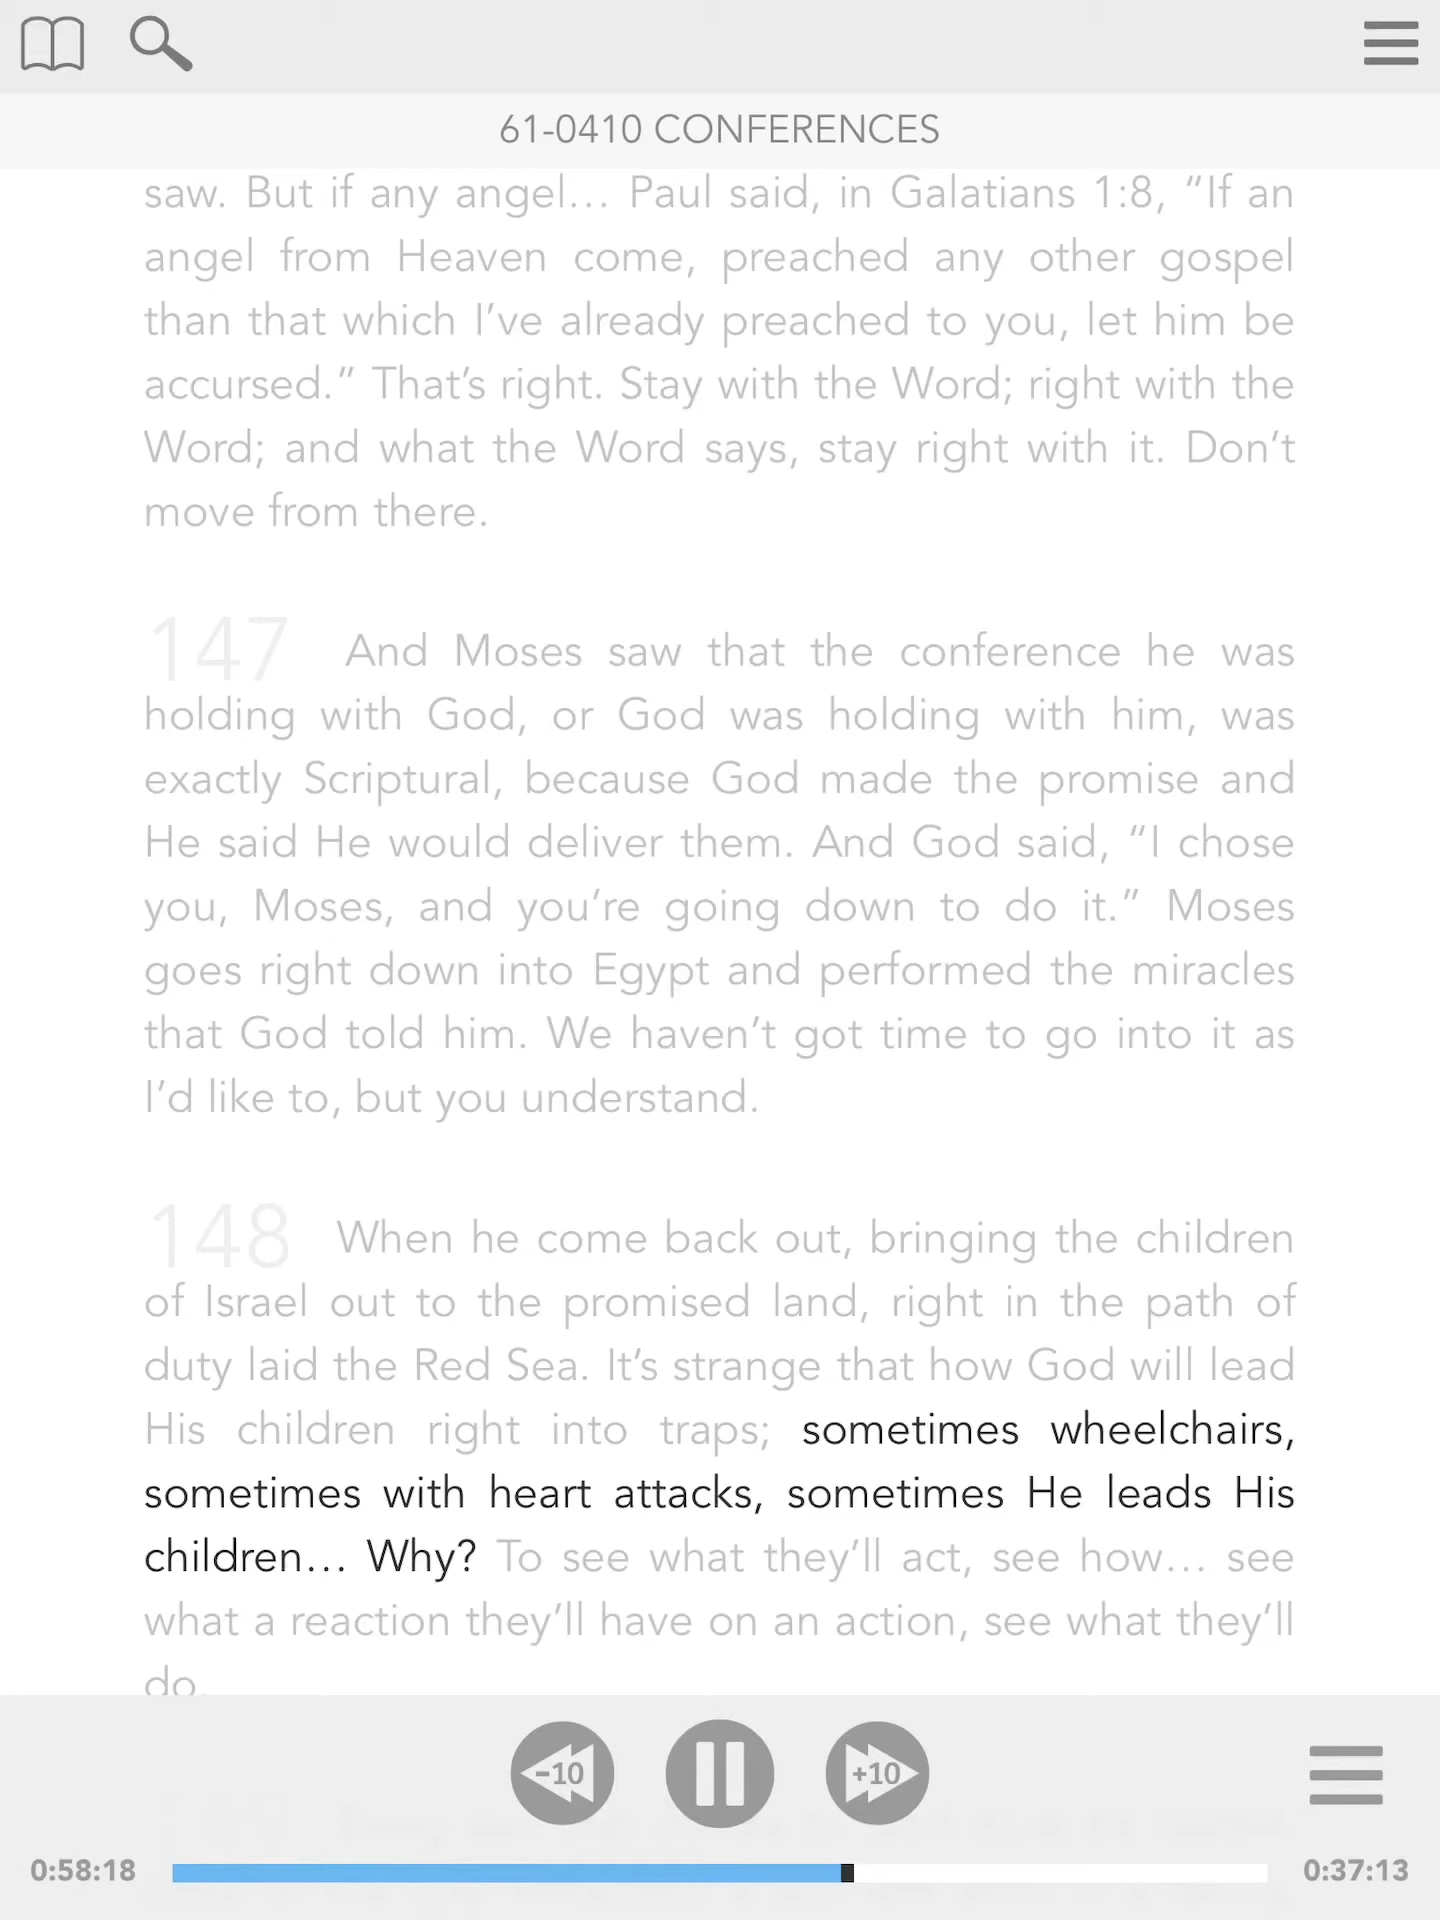 61-0410 CONFERENCES
saw. But if any angel… Paul said, in Galatians 1:8, “If an
angel from Heaven come, preached any other gospel
than that which I’ve already preached to you, let him be
accursed.” That’s right. Stay with the Word; right with the
Word; and what the Word says, stay right with it. Don’t
move from there.
147 And Moses saw that the conference he was
holding with God, or God was holding with him, was
exactly Scriptural, because God made the promise and
He said He would deliver them. And God said, “I chose
you, Moses, and you’re going down to do it.” Moses
goes right down into Egypt and performed the miracles
that God told him. We haven’t got time to go into it as
I’d like to, but you understand.
148 When he come back out, bringing the children
of Israel out to the promised land, right in the path of
duty laid the Red Sea. It’s strange that how God will lead
His children right into traps; sometimes wheelchairs,
sometimes with heart attacks, sometimes He leads His
children… Why? To see what they’ll act, see how… see
what a reaction they’ll have on an action, see what they’ll
do.
-10 +10
0:58:18 0:37:13